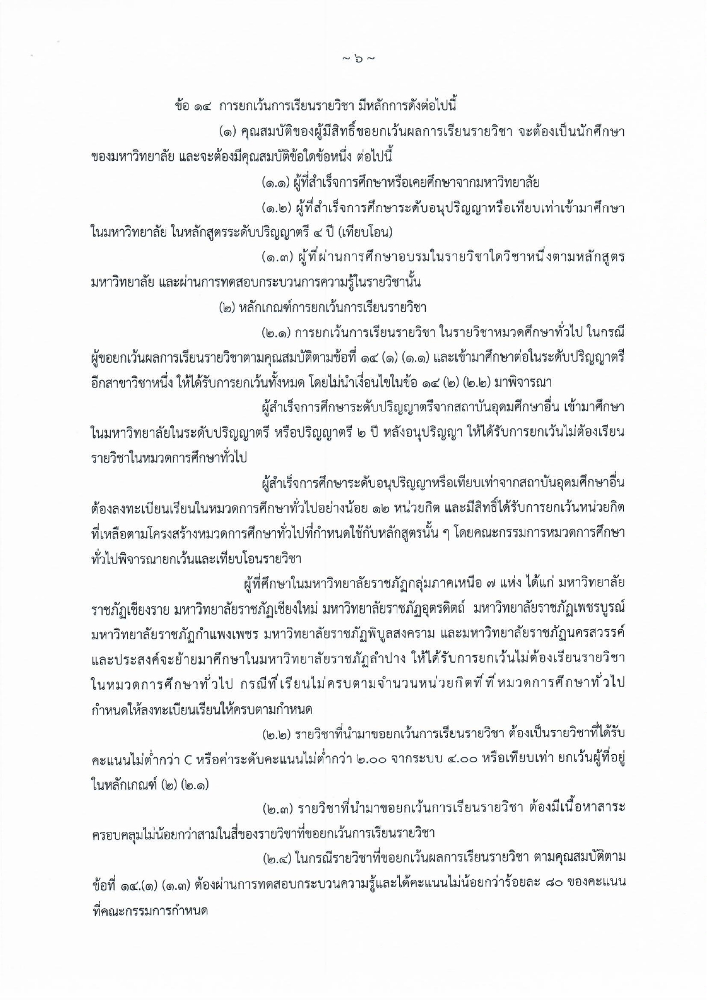 ~ ๖ ~
ข้อ ๑๔ การยกเว้นการเรียนรายวิชา มีหลักการดังต่อไปนี้
(๑) คุณสมบัติของผู้มีสิทธิ์ขอยกเว้นผลการเรียนรายวิชา จะต้องเป็นนักศึกษา
ของมหาวิทยาลัย และจะต้องมีคุณสมบัติข้อใดข้อหนึ่ง ต่อไปนี้
(๑.๑) ผู้ที่สำเร็จการศึกษาหรือเคยศึกษาจากมหาวิทยาลัย
(๑.๒) ผู้ที่สำเร็จการศึกษาระดับอนุปริญญาหรือเทียบเท่าเข้ามาศึกษา
ในมหาวิทยาลัย ในหลักสูตรระดับปริญญาตรี ๔ ปี (เทียบโอน)
(๑.๓) ผู้ที่ผ่านการศึกษาอบรมในรายวิชาใดวิชาหนึ่งตามหลักสูตร
มหาวิทยาลัย และผ่านการทดสอบกระบวนการความรู้ในรายวิชานั้น
(๒) หลักเกณฑ์การยกเว้นการเรียนรายวิชา
(๒.๑) การยกเว้นการเรียนรายวิชา ในรายวิชาหมวดศึกษาทั่วไป ในกรณี
ผู้ขอยกเว้นผลการเรียนรายวิชาตามคุณสมบัติตามข้อที่ ๑๔ (๑) (๑.๑) และเข้ามาศึกษาต่อในระดับปริญญาตรี
อีกสาขาวิชาหนึ่ง ให้ได้รับการยกเว้นทั้งหมด โดยไม่นำเงื่อนไขในข้อ ๑๔ (๒) (๒.๒) มาพิจารณา
ผู้สำเร็จการศึกษาระดับปริญญาตรีจากสถาบันอุดมศึกษาอื่น เข้ามาศึกษา
ในมหาวิทยาลัยในระดับปริญญาตรี หรือปริญญาตรี ๒ ปี หลังอนุปริญญา ให้ได้รับการยกเว้นไม่ต้องเรียน
รายวิชาในหมวดการศึกษาทั่วไป
ผู้สำเร็จการศึกษาระดับอนุปริญญาหรือเทียบเท่าจากสถาบันอุดมศึกษาอื่น
ต้องลงทะเบียนเรียนในหมวดการศึกษาทั่วไปอย่างน้อย ๑๒ หน่วยกิต และมีสิทธิ์ได้รับการยกเว้นหน่วยกิต
ที่เหลือตามโครงสร้างหมวดการศึกษาทั่วไปที่กำหนดใช้กับหลักสูตรนั้น ๆ โดยคณะกรรมการหมวดการศึกษา
ทั่วไปพิจารณายกเว้นและเทียบโอนรายวิชา
ผู้ที่ศึกษาในมหาวิทยาลัยราชภัฏกลุ่มภาคเหนือ ๗ แห่ง ได้แก่ มหาวิทยาลัย
ราชภัฏเชียงราย มหาวิทยาลัยราชภัฏเชียงใหม่ มหาวิทยาลัยราชภัฏอุตรดิตถ์ มหาวิทยาลัยราชภัฏเพชรบูรณ์
มหาวิทยาลัยราชภัฏกำแพงเพชร มหาวิทยาลัยราชภัฏพิบูลสงคราม และมหาวิทยาลัยราชภัฏนครสวรรค์
และประสงค์จะย้ายมาศึกษาในมหาวิทยาลัยราชภัฏลำปาง ให้ได้รับการยกเว้นไม่ต้องเรียนรายวิชา
ในหมวดการศึกษาทั่วไป กรณีที่เรียนไม่ครบตามจำนวนหน่วยกิตที่ที่หมวดการศึกษาทั่วไป
กำหนดให้ลงทะเบียนเรียนให้ครบตามกำหนด
(๒.๒) รายวิชาที่นำมาขอยกเว้นการเรียนรายวิชา ต้องเป็นรายวิชาที่ได้รับ
คะแนนไม่ต่ำกว่า C หรือค่าระดับคะแนนไม่ต่ำกว่า ๒.๐๐ จากระบบ ๔.๐๐ หรือเทียบเท่า ยกเว้นผู้ที่อยู่
ในหลักเกณฑ์ (๒) (๒.๑)
(๒.๓) รายวิชาที่นำมาขอยกเว้นการเรียนรายวิชา ต้องมีเนื้อหาสาระ
ครอบคลุมไม่น้อยกว่าสามในสี่ของรายวิชาที่ขอยกเว้นการเรียนรายวิชา
(๒.๔) ในกรณีรายวิชาที่ขอยกเว้นผลการเรียนรายวิชา ตามคุณสมบัติตาม
ข้อที่ ๑๔.(๑) (๑.๓) ต้องผ่านการทดสอบกระบวนความรู้และได้คะแนนไม่น้อยกว่าร้อยละ ๘๐ ของคะแนน
ที่คณะกรรมการกำหนด